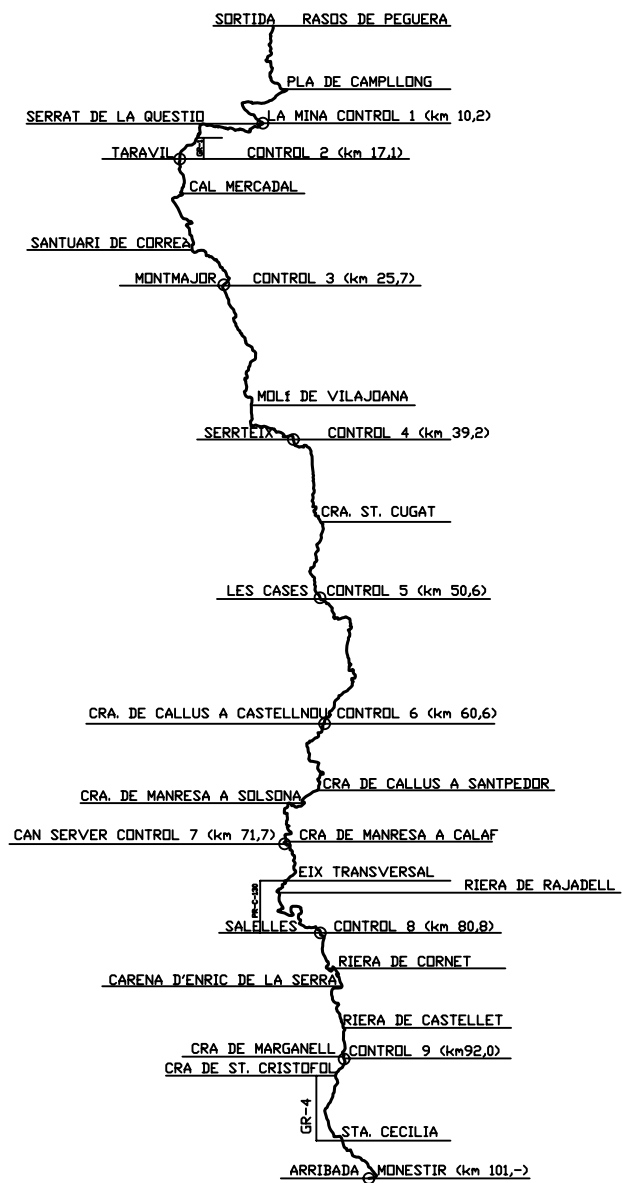 SORTIDA RASOS DE PEGUERA
PLA DE CAMPLLONG
SERRAT DE LA QUESTIO LA MINA CONTROL 1 (km 10,2)
TARAVIL CONTROL 2 (km 17,1)
CAL MERCADAL
SANTUARI DE CORREA
MONTMAJOR CONTROL 3 (km 25,7)
MOLÍ DE VILAJOANA
SERRTEIX CONTROL 4 (km 39,2)
CRA. ST. CUGAT
LES CASES CONTROL 5 (km 50,6)
CRA. DE CALLUS A CASTELLNOU CONTROL 6 (km 60,6)
CRA DE CALLUS A SANTPEDOR
CRA. DE MANRESA A SOLSONA
CAN SERVER CONTROL 7 (km 71,7) CRA DE MANRESA A CALAF
EIX TRANSVERSAL
RIERA DE RAJADELL
PR-C-130
SALELLES CONTROL 8 (km 80,8)
RIERA DE CORNET
CARENA D'ENRIC DE LA SERRA
RIERA DE CASTELLET
CRA DE MARGANELL CONTROL 9 (km92,0)
CRA DE ST. CRISTOFOL
GR-4
STA. CECILIA
ARRIBADA MONESTIR (km 101,-)